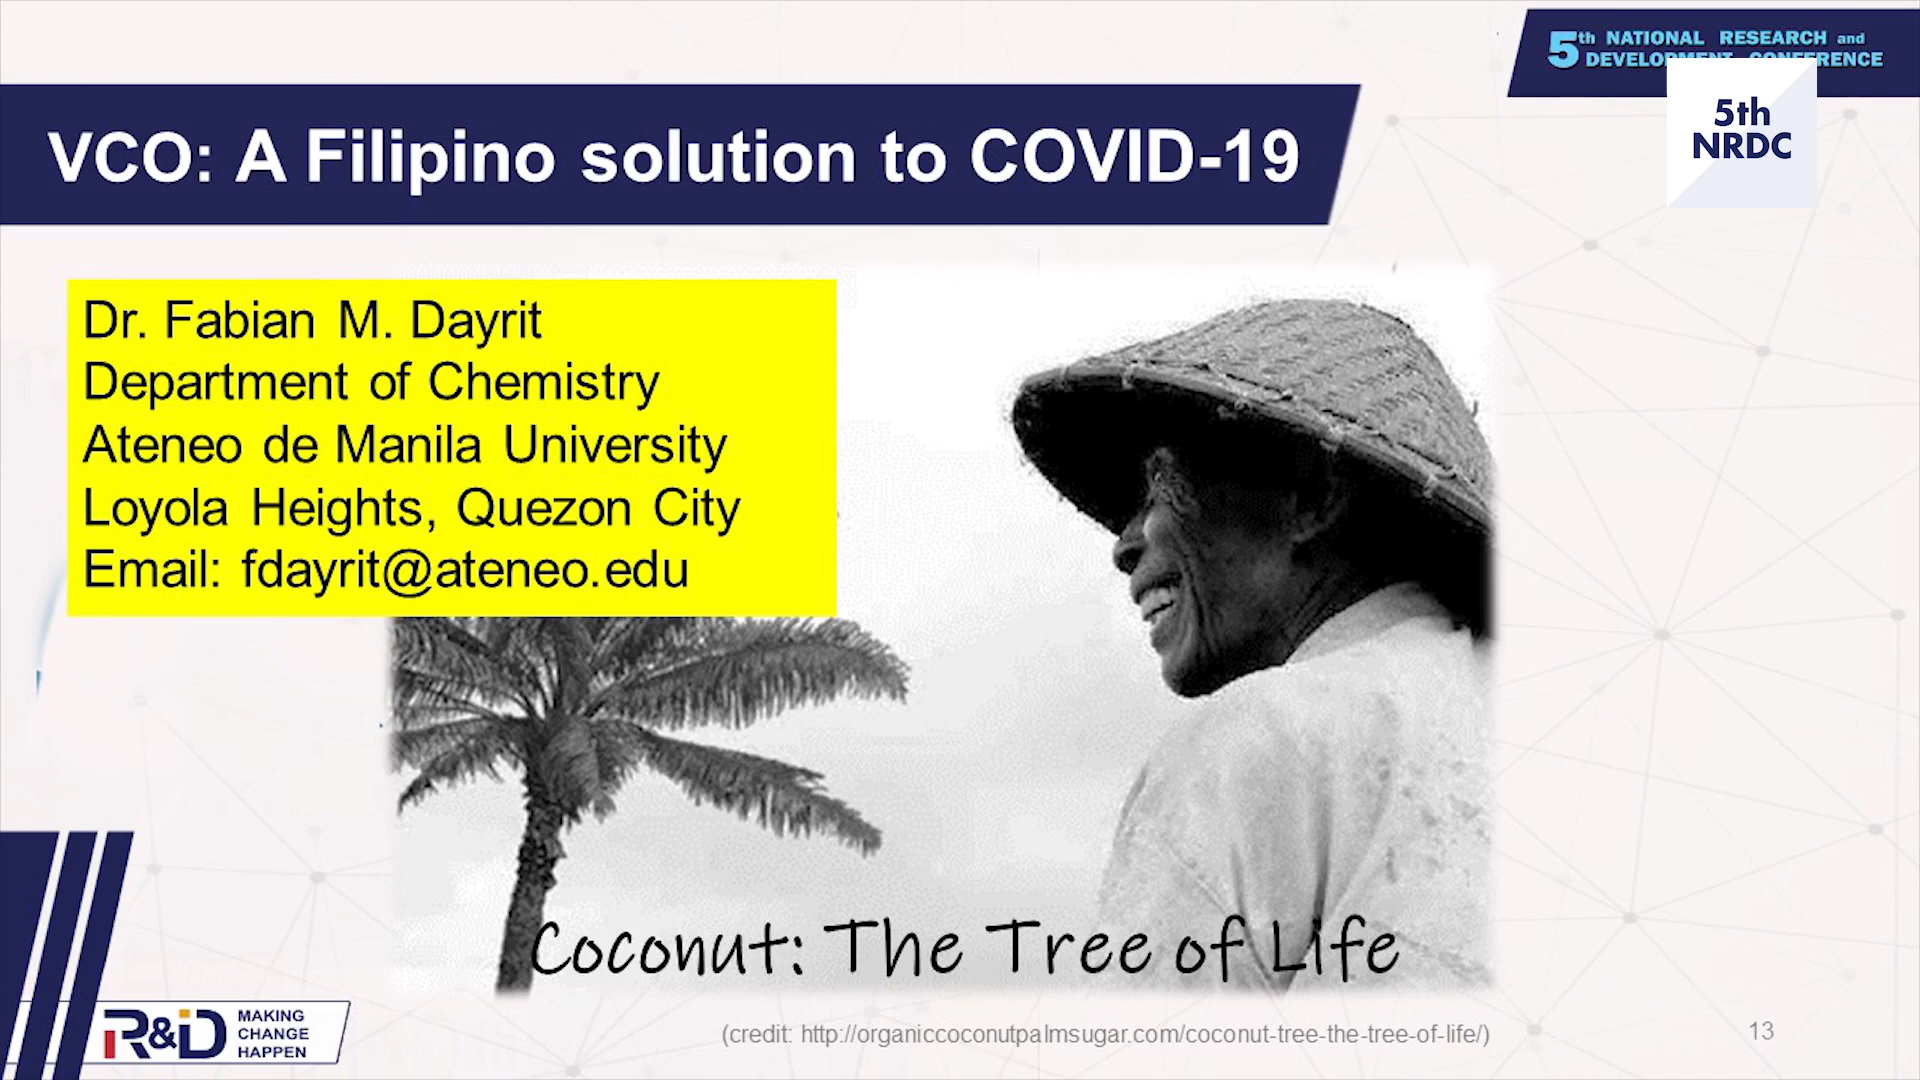 5th NATIONAL RESEARCH and
DEVELOPMENT CONFERENCE
5th
NRDC
VCO: A Filipino solution to COVID-19
Dr. Fabian M. Dayrit
Department of Chemistry
Ateneo de Manila University
Loyola Heights, Quezon City
Email: fdayrit@ateneo.edu
Coconut: The Tree of Life
R&D MAKING
CHANGE
HAPPEN
(credit: http://organiccoconutpalmsugar.com/coconut-tree-the-tree-of-life/)
13